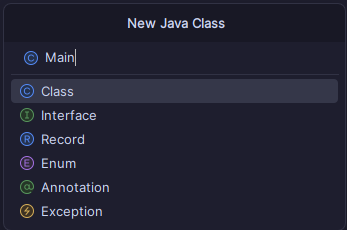 New Java Class
C Main
C Class
I Interface
R Record
E Enum
@ Annotation
Exception